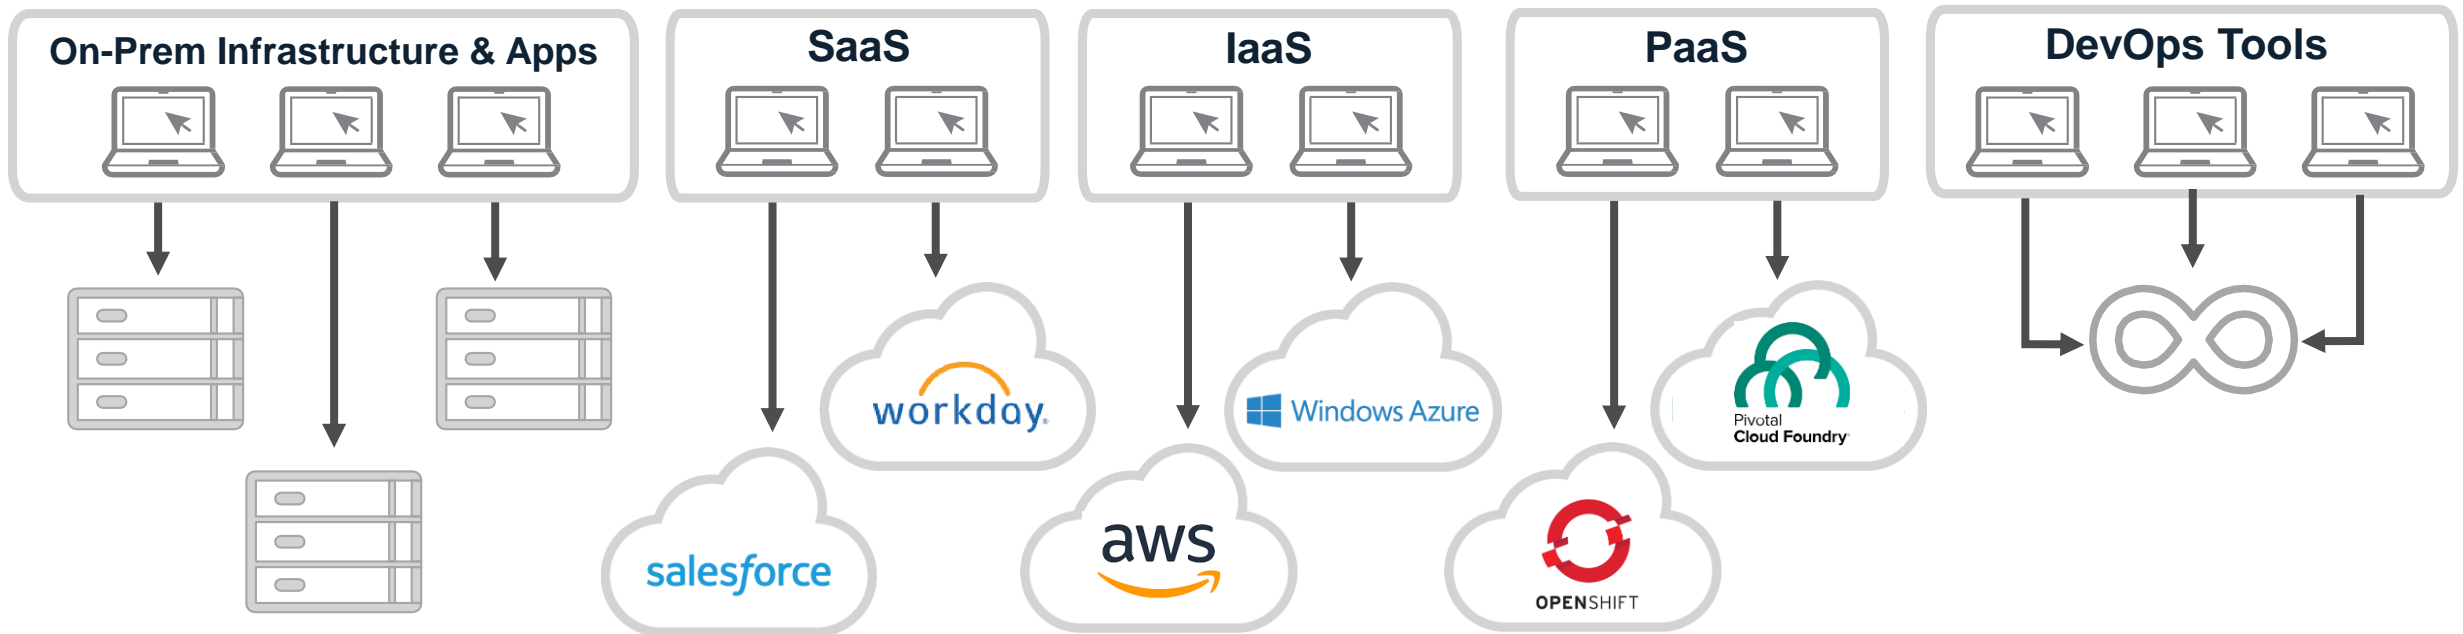 On-Prem Infrastructure & Apps
SaaS
IaaS
PaaS
DevOps Tools
workday.
Windows Azure
Pivotal
Cloud Foundry
salesforce
aws
OPENSHIFT